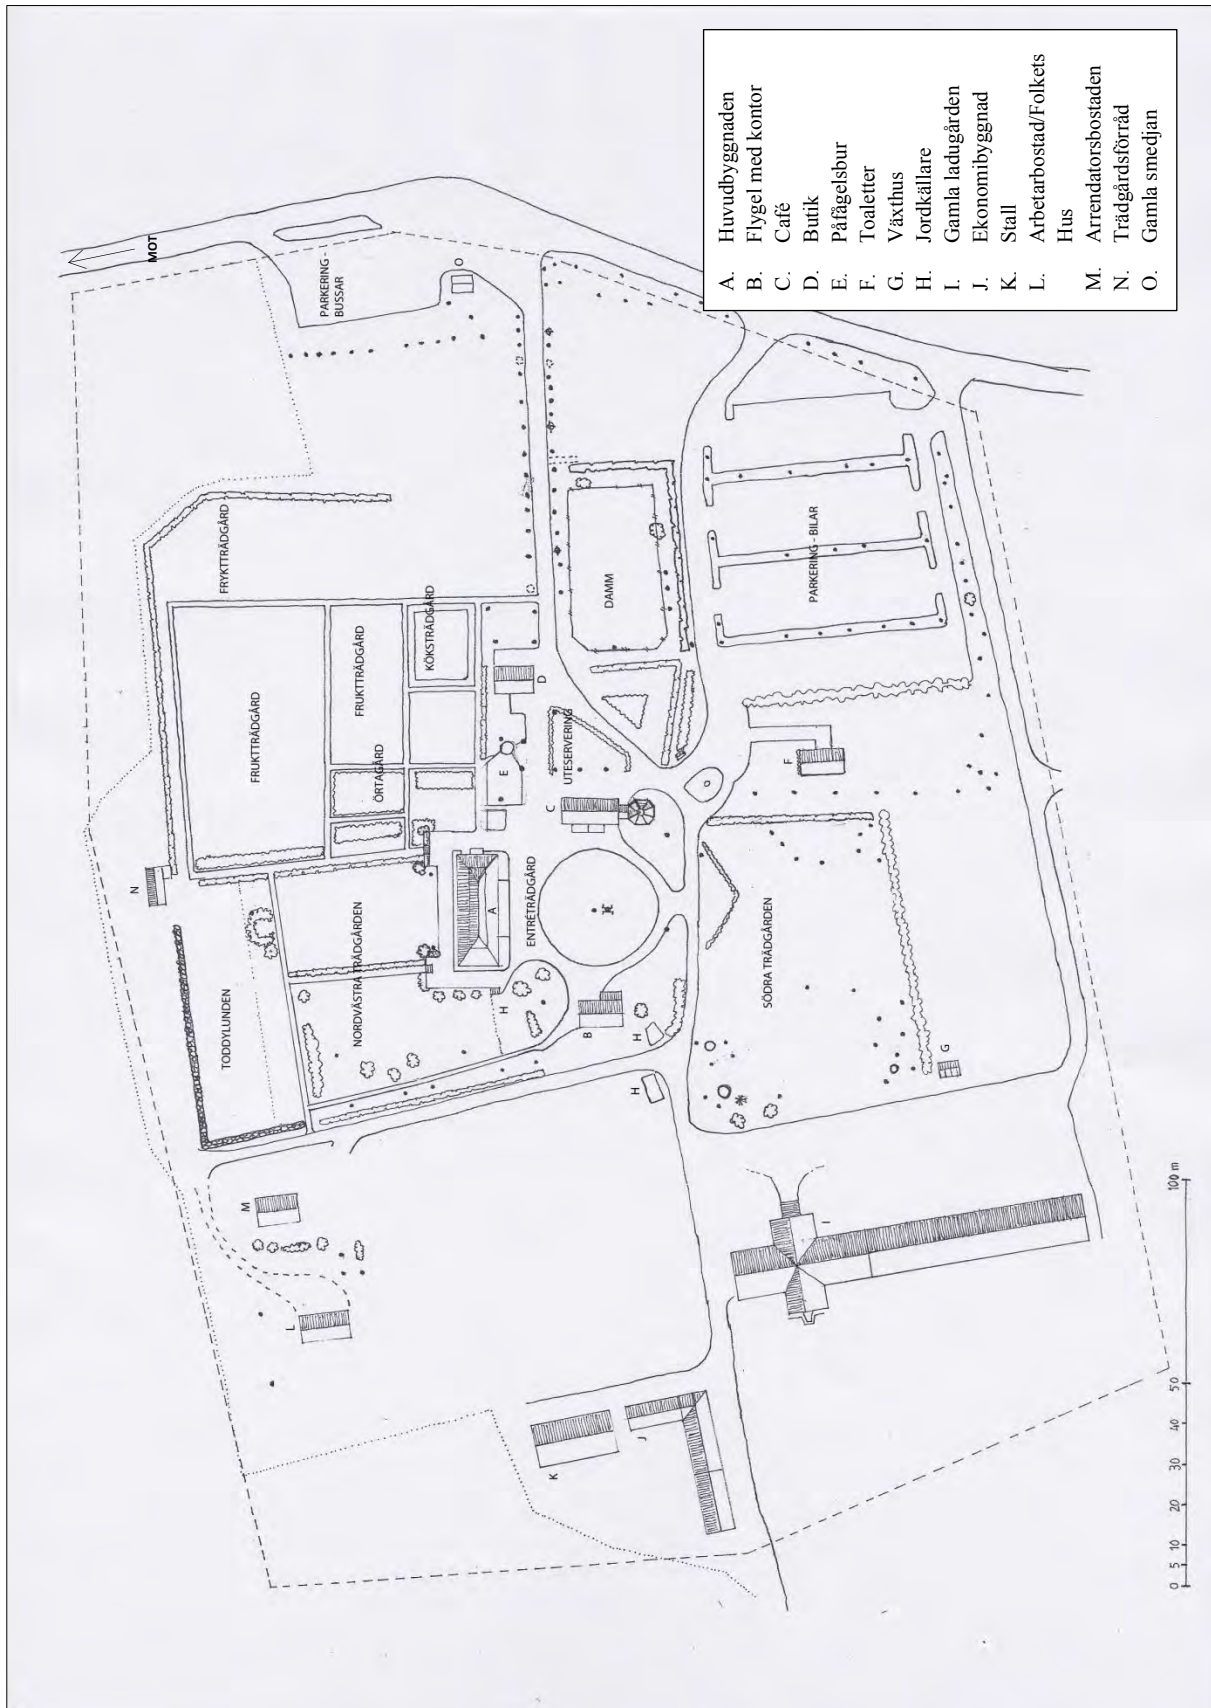 MOT
PARKERING -
BUSSAR
O
FRYKTTRÄDGÅRD
FRUKTTRÄDGÅRD
FRUKTTRÄDGÅRD
KÖKSTRÄDGÅRD
ÖRTAGÅRD
N
TODDYLUNDEN
NORDVÄSTRA TRÄDGÅRDEN
D
E
UTESERVERING
DAMM
C
A
ENTRÉTRÄDGÅRD
H
B
H
H
PARKERING - BILAR
F
SÖDRA TRÄDGÅRDEN
G
M
L
I
K
J
0 5 10 20 30 40 50 100 m
A. Huvudbyggnaden
B. Flygel med kontor
C. Café
D. Butik
E. Påfågelsbur
F. Toaletter
G. Växthus
H. Jordkällare
I. Gamla ladugården
J. Ekonomibyggnad
K. Stall
L. Arbetarbostad/Folkets
Hus
M. Arrendatorsbostaden
N. Trädgårdsförråd
O. Gamla smedjan